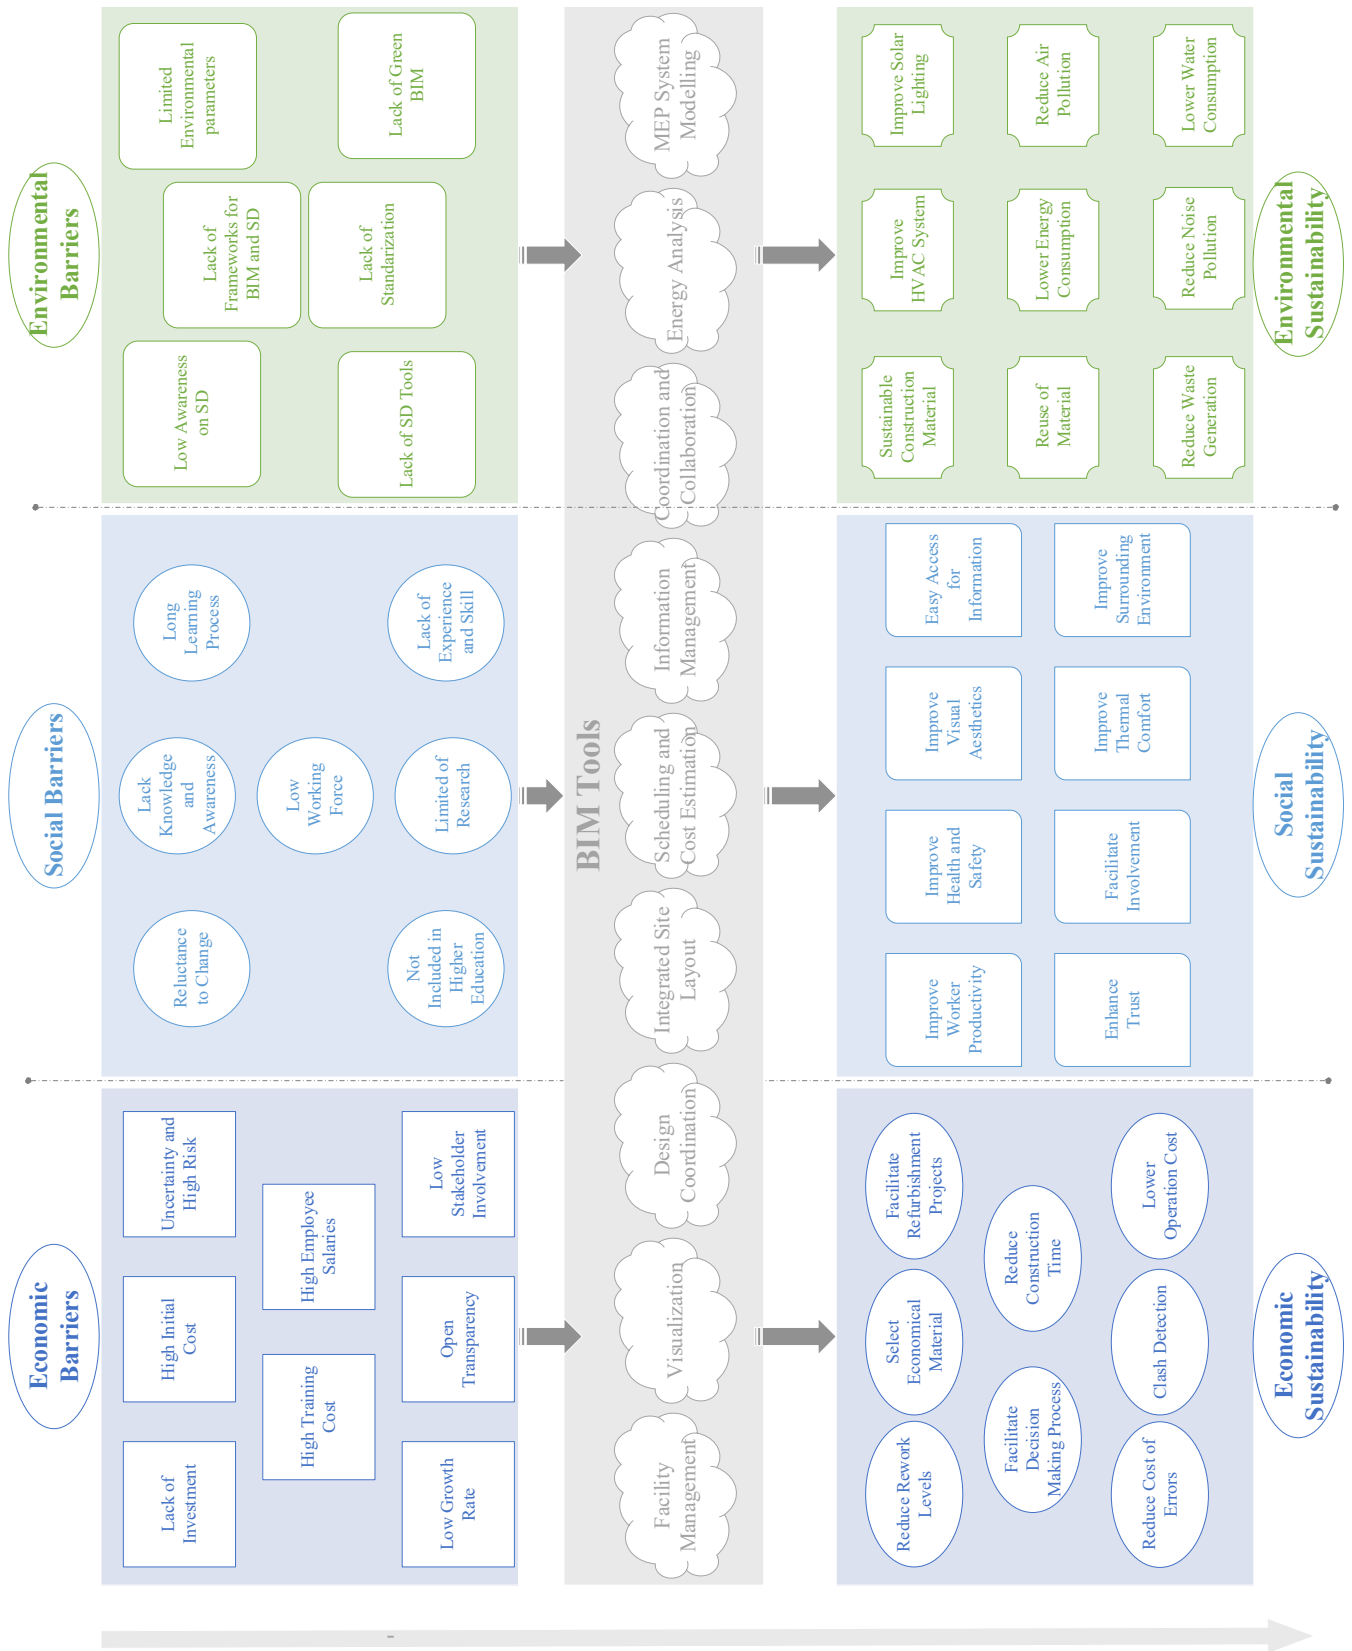 Economic
Barriers
Social Barriers
Environmental
Barriers
Lack of
Investment
High Initial
Cost
Uncertainty and
High Risk
High Training
Cost
High Employee
Salaries
Low Growth
Rate
Open
Transparency
Low
Stakeholder
Involvement
Reluctance
to Change
Lack
Knowledge
and
Awareness
Long
Learning
Process
Low
Working
Force
Not
Included in
Higher
Education
Limited of
Research
Lack of
Experience
and Skill
Low Awareness
on SD
Lack of
Frameworks for
BIM and SD
Limited
Environmental
parameters
Lack of SD Tools
Lack of
Standarization
Lack of Green
BIM
BIM Tools
Facility
Management
Visualization
Design
Coordination
Integrated Site
Layout
Scheduling and
Cost Estimation
Information
Management
Coordination and
Collaboration
Energy Analysis
MEP System
Modelling
Reduce Rework
Levels
Select
Economical
Material
Facilitate
Refurbishment
Projects
Facilitate
Decision
Making Process
Reduce
Construction
Time
Reduce Cost of
Errors
Clash Detection
Lower
Operation Cost
Improve
Worker
Productivity
Improve
Health and
Safety
Improve
Visual
Aesthetics
Easy Access
for
Information
Enhance
Trust
Facilitate
Involvement
Improve
Thermal
Comfort
Improve
Surrounding
Environment
Sustainable
Construction
Material
Improve
HVAC System
Improve Solar
Lighting
Reuse of
Material
Lower Energy
Consumption
Reduce Air
Pollution
Reduce Waste
Generation
Reduce Noise
Pollution
Lower Water
Consumption
Economic
Sustainability
Social
Sustainability
Environmental
Sustainability